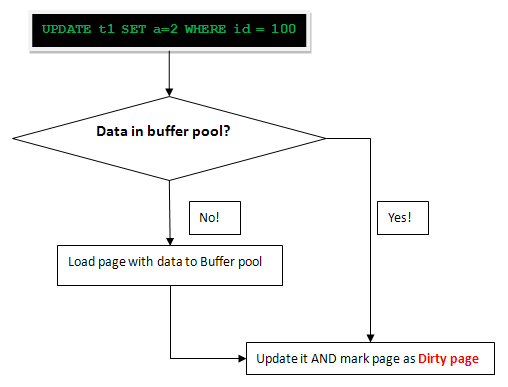 UPDATE t1 SET a=2 WHERE id = 100
Data in buffer pool?
No!
Yes!
Load page with data to Buffer pool
Update it AND mark page as Dirty page